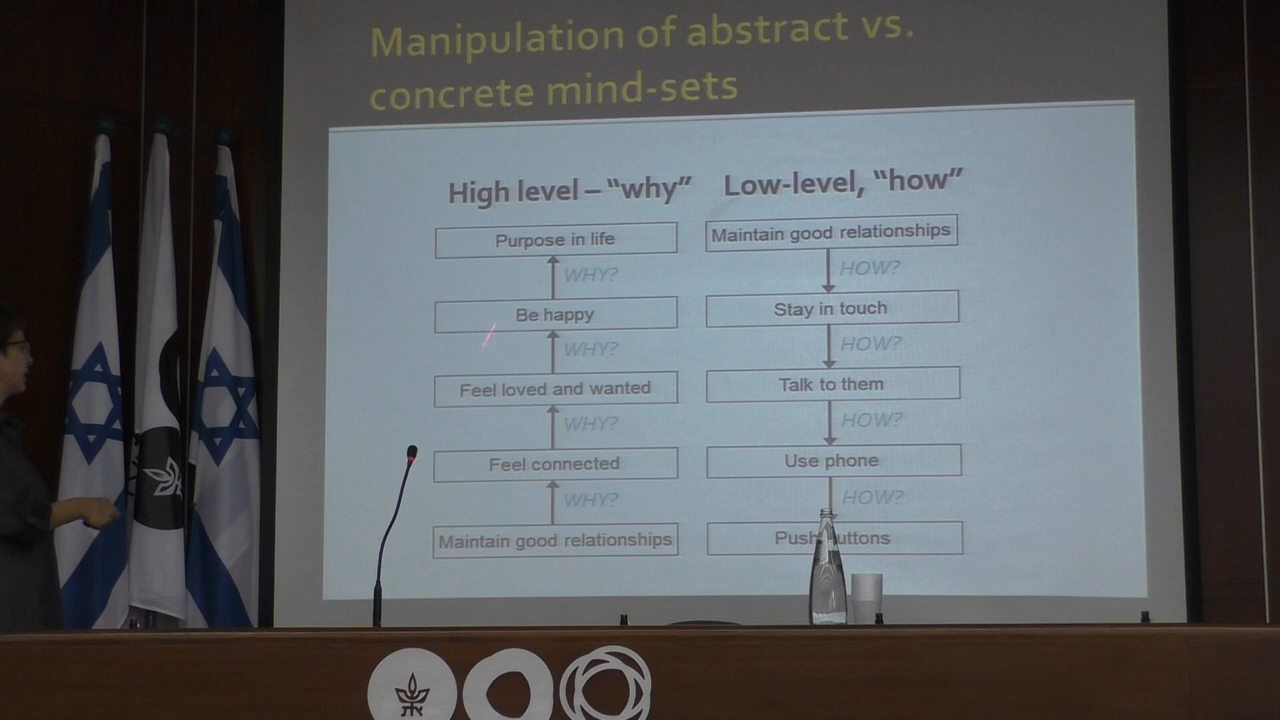 Manipulation of abstract vs.
concrete mind-sets
High level – “why”
Purpose in life
WHY?
Be happy
WHY?
Feel loved and wanted
WHY?
Feel connected
WHY?
Maintain good relationships
Low-level, “how”
Maintain good relationships
HOW?
Stay in touch
HOW?
Talk to them
HOW?
Use phone
HOW?
Push uttons